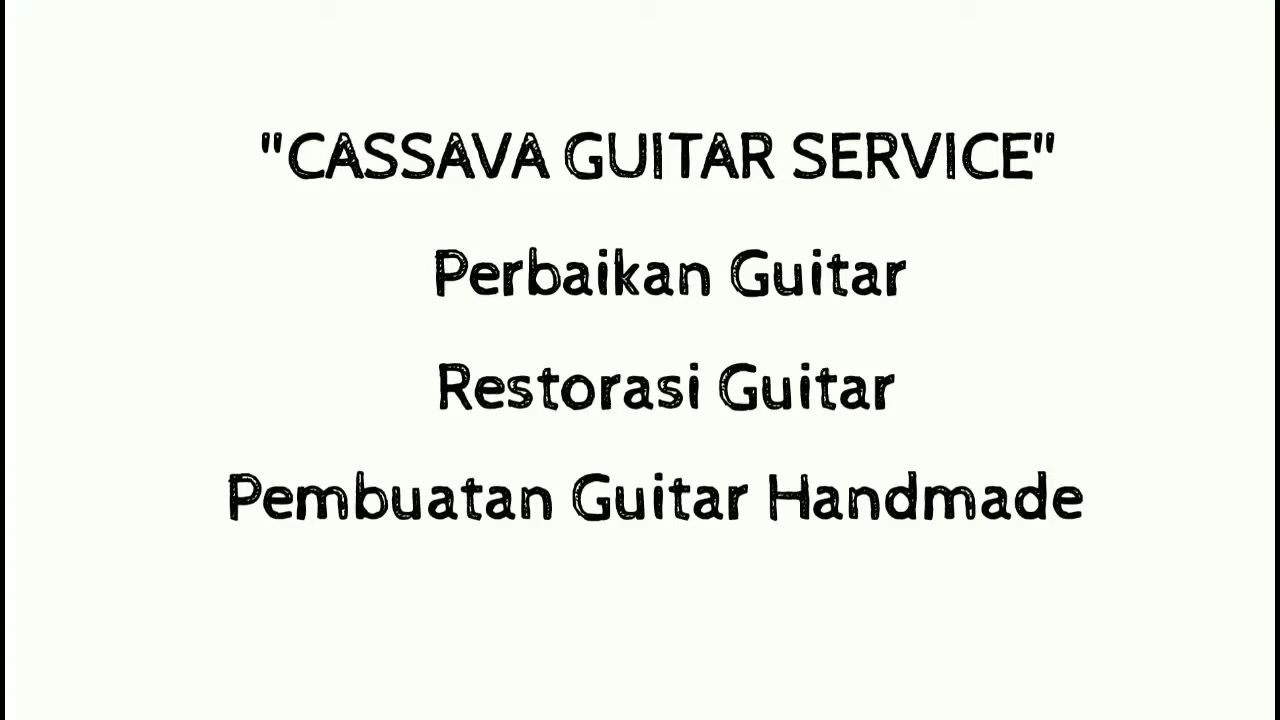 "CASSAVA GUITAR SERVICE"
Perbaikan Guitar
Restorasi Guitar
Pembuatan Guitar Handmade